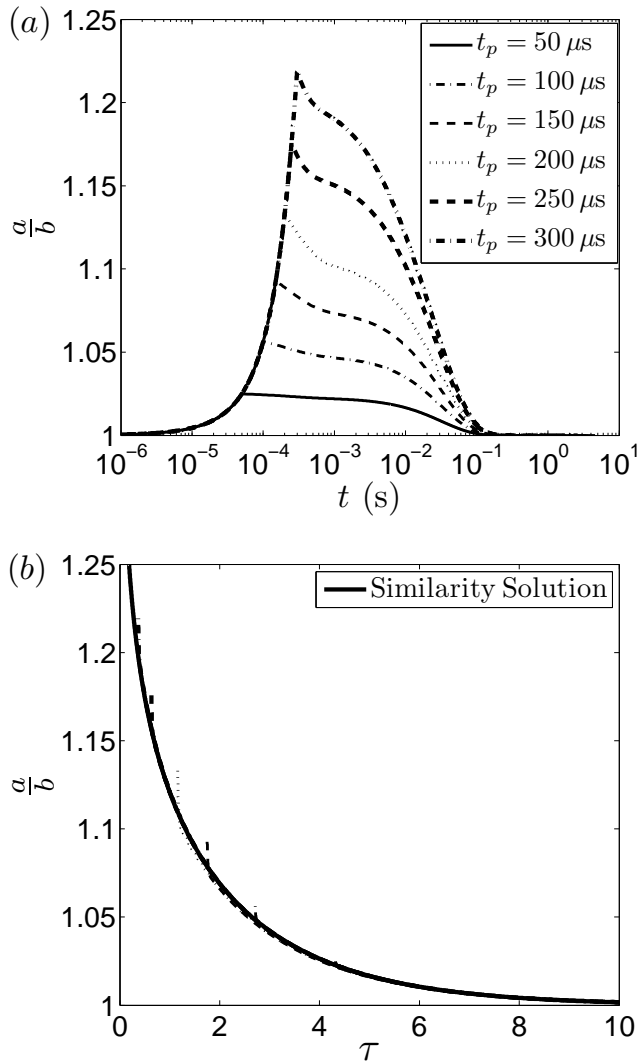 (a)
1.25
1.2
1.15
1.1
1.05
1
a/b
t_p = 50 μs
t_p = 100 μs
t_p = 150 μs
t_p = 200 μs
t_p = 250 μs
t_p = 300 μs
10^-6 10^-5 10^-4 10^-3 10^-2 10^-1 10^0 10^1
t (s)
(b)
1.25
1.2
1.15
1.1
1.05
1
a/b
Similarity Solution
0 2 4 6 8 10
τ